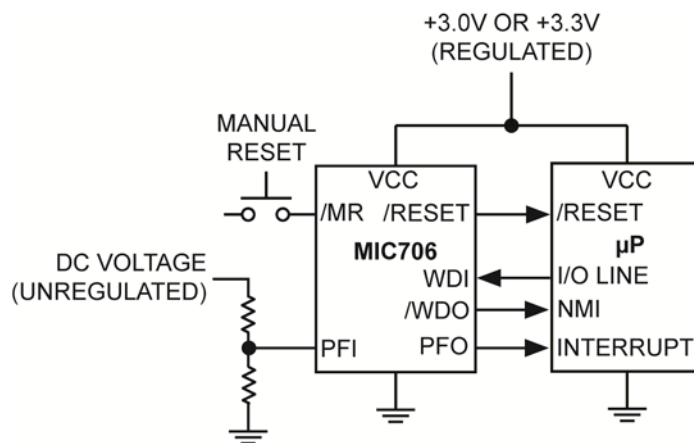 +3.0V OR +3.3V
(REGULATED)
MANUAL
RESET
VCC
VCC
/MR
/RESET
/RESET
MIC706
µP
DC VOLTAGE
(UNREGULATED)
WDI
I/O LINE
/WDO
NMI
PFI
PFO
INTERRUPT